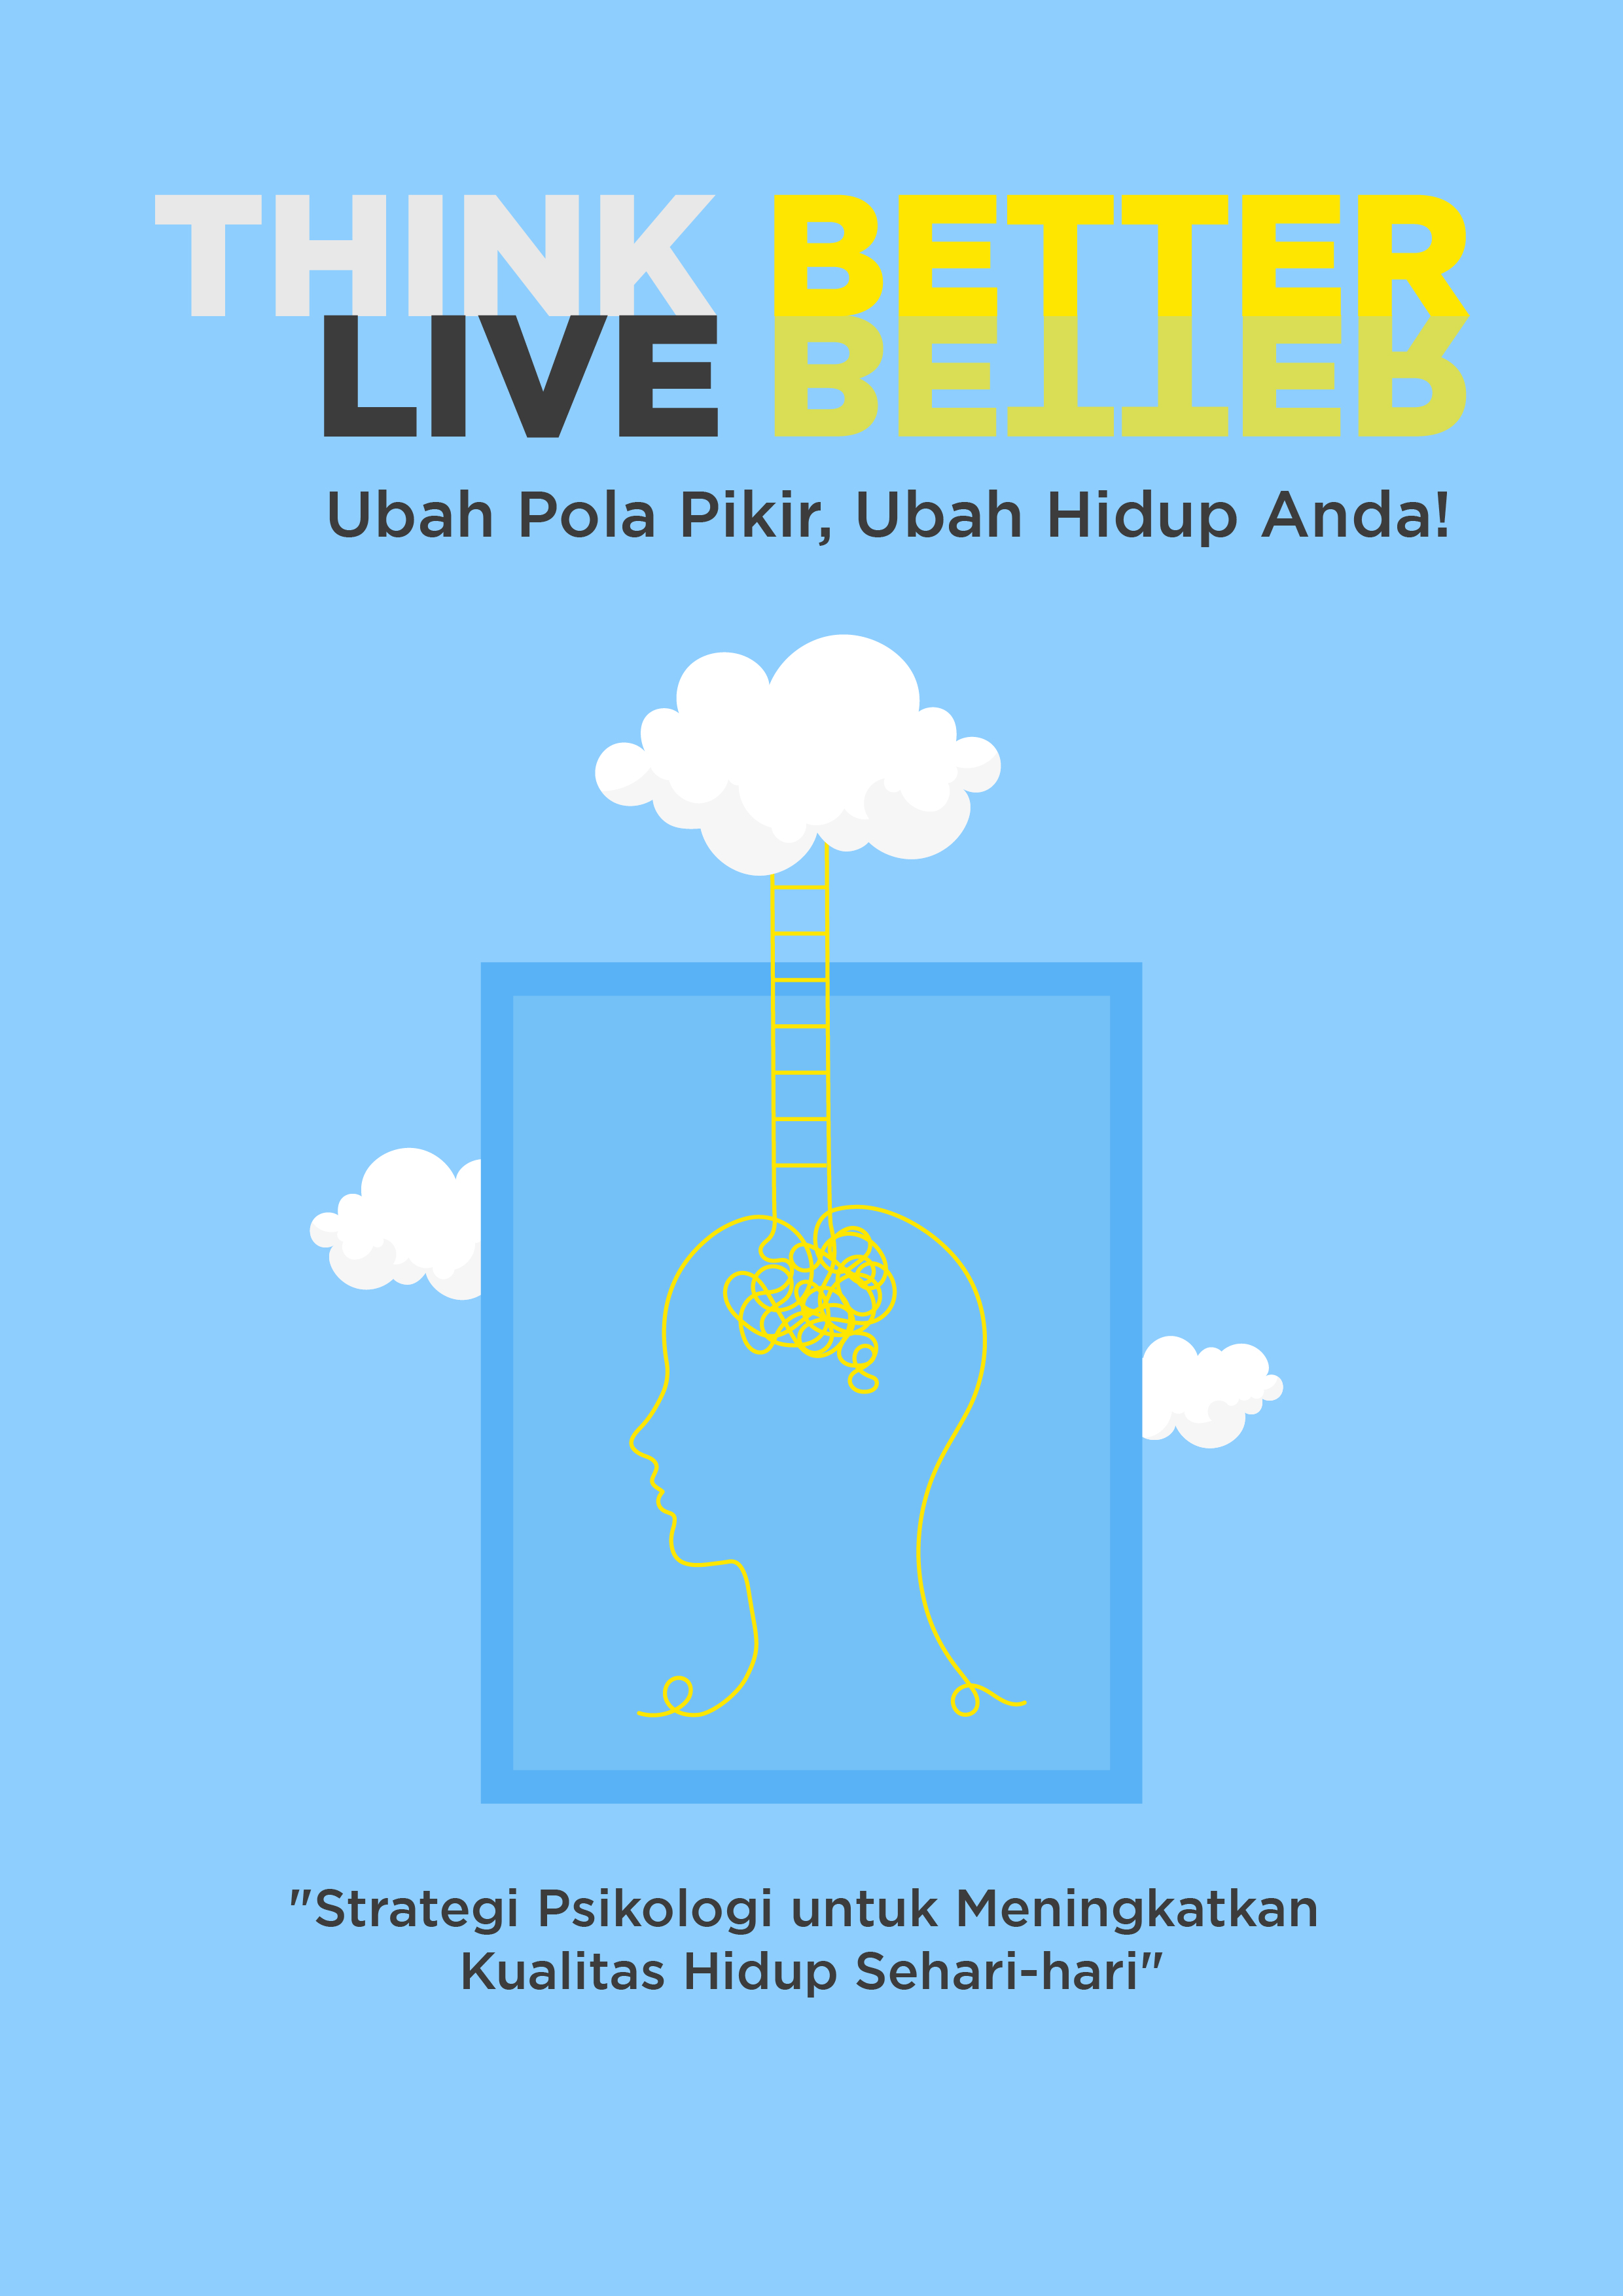 THINK BETTER
LIVE BETTER
Ubah Pola Pikir, Ubah Hidup Anda!
"Strategi Psikologi untuk Meningkatkan
Kualitas Hidup Sehari-hari"